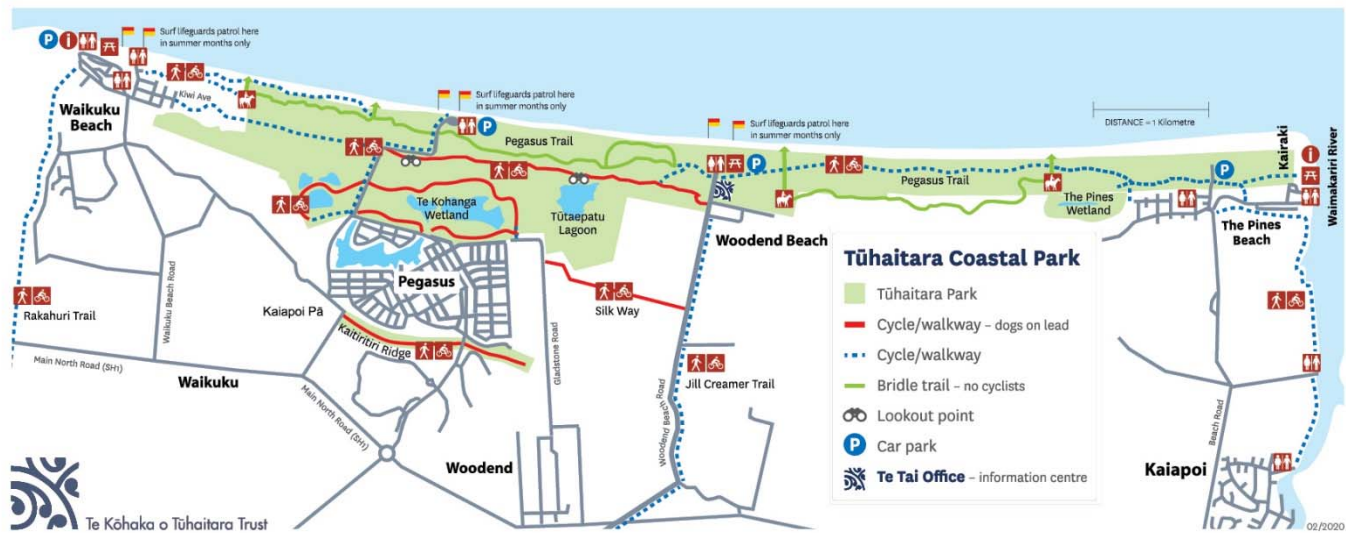 P
i
Surf lifeguards patrol here
in summer months only
Surf lifeguards patrol here
in summer months only
Surf lifeguards patrol here
in summer months only
DISTANCE = 1 Kilometre
Kairaki
i
Waimakariri River
Waikuku
Beach
Kiwi Ave
P
Pegasus Trail
P
Pegasus Trail
P
The Pines
Wetland
The Pines
Beach
Te Kohanga
Wetland
Tūtaepatu
Lagoon
Woodend Beach
Pegasus
Kaiapoi Pā
Silk Way
Rakahuri Trail
Waikuku Beach Road
Kaitiritiri Ridge
Gladstone Road
Main North Road (SH1)
Waikuku
Main North Road (SH1)
Jill Creamer Trail
Woodend Beach Road
Woodend
Beach Road
Kaiapoi
Tūhaitara Coastal Park
Tūhaitara Park
Cycle/walkway – dogs on lead
Cycle/walkway
Bridle trail – no cyclists
Lookout point
P
Car park
Te Tai Office – information centre
Te Kōhaka o Tūhaitara Trust
02/2020